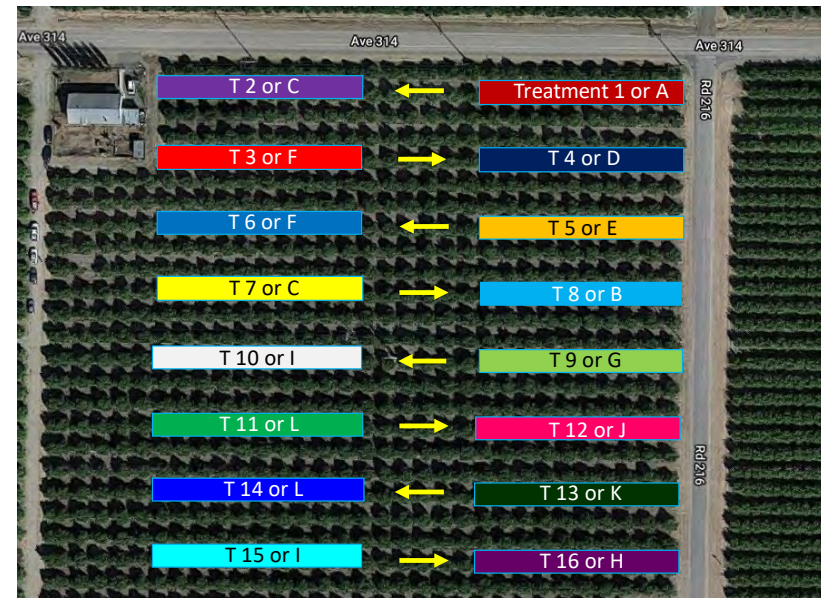 Ave 314
Ave 314
Ave 314
T 2 or C
Treatment 1 or A
Rd 216
T 3 or F
T 4 or D
T 6 or F
T 5 or E
T 7 or C
T 8 or B
T 10 or I
T 9 or G
T 11 or L
T 12 or J
Rd 216
T 14 or L
T 13 or K
T 15 or I
T 16 or H